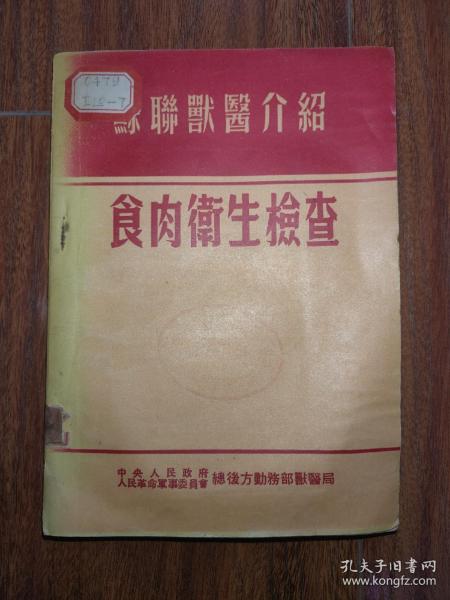 蘇聯獸醫介紹
食肉衛生檢查
中央人民政府
人民革命軍事委員會 總後方勤務部獸醫局
孔夫子旧书网
www.kongfz.com